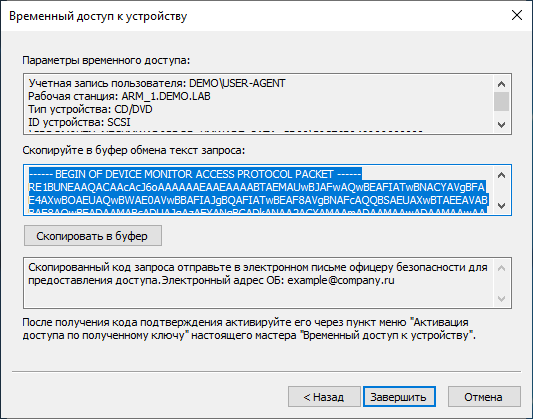 Временный доступ к устройству
Параметры временного доступа:
Учетная запись пользователя: DEMO\USER-AGENT
Рабочая станция: ARM_1.DEMO.LAB
Тип устройства: CD/DVD
ID устройства: SCSI
Скопируйте в буфер обмена текст запроса:
------ BEGIN OF DEVICE MONITOR ACCESS PROTOCOL PACKET ------
Скопировать в буфер
Скопированный код запроса отправьте в электронном письме офицеру безопасности для
предоставления доступа.Электронный адрес ОБ: example@company.ru
После получения кода подтверждения активируйте его через пункт меню "Активация
доступа по полученному ключу" настоящего мастера "Временный доступ к устройству".
< Назад
Завершить
Отмена